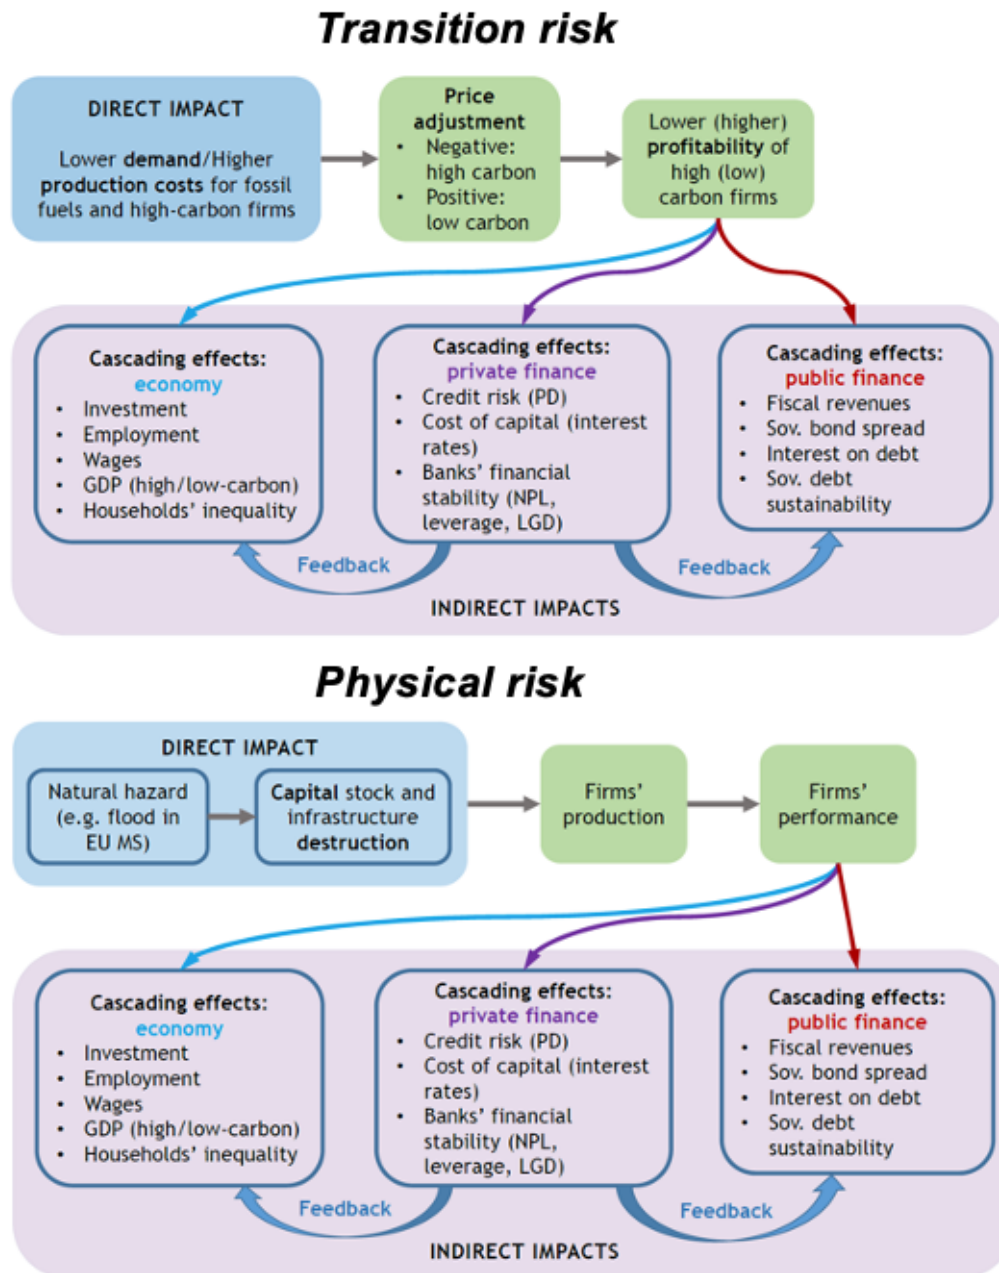 Transition risk
DIRECT IMPACT
Lower demand/Higher
production costs for fossil
fuels and high-carbon firms
Price
adjustment
• Negative:
high carbon
• Positive:
low carbon
Lower (higher)
profitability of
high (low)
carbon firms
Cascading effects:
economy
• Investment
• Employment
• Wages
• GDP (high/low-carbon)
• Households' inequality
Cascading effects:
private finance
• Credit risk (PD)
• Cost of capital (interest
rates)
• Banks' financial
stability (NPL,
leverage, LGD)
Cascading effects:
public finance
• Fiscal revenues
• Sov. bond spread
• Interest on debt
• Sov. debt
sustainability
Feedback
Feedback
INDIRECT IMPACTS
Physical risk
DIRECT IMPACT
Natural hazard
(e.g. flood in
EU MS)
Capital stock and
infrastructure
destruction
Firms'
production
Firms'
performance
Cascading effects:
economy
• Investment
• Employment
• Wages
• GDP (high/low-carbon)
• Households' inequality
Cascading effects:
private finance
• Credit risk (PD)
• Cost of capital (interest
rates)
• Banks' financial
stability (NPL,
leverage, LGD)
Cascading effects:
public finance
• Fiscal revenues
• Sov. bond spread
• Interest on debt
• Sov. debt
sustainability
Feedback
Feedback
INDIRECT IMPACTS